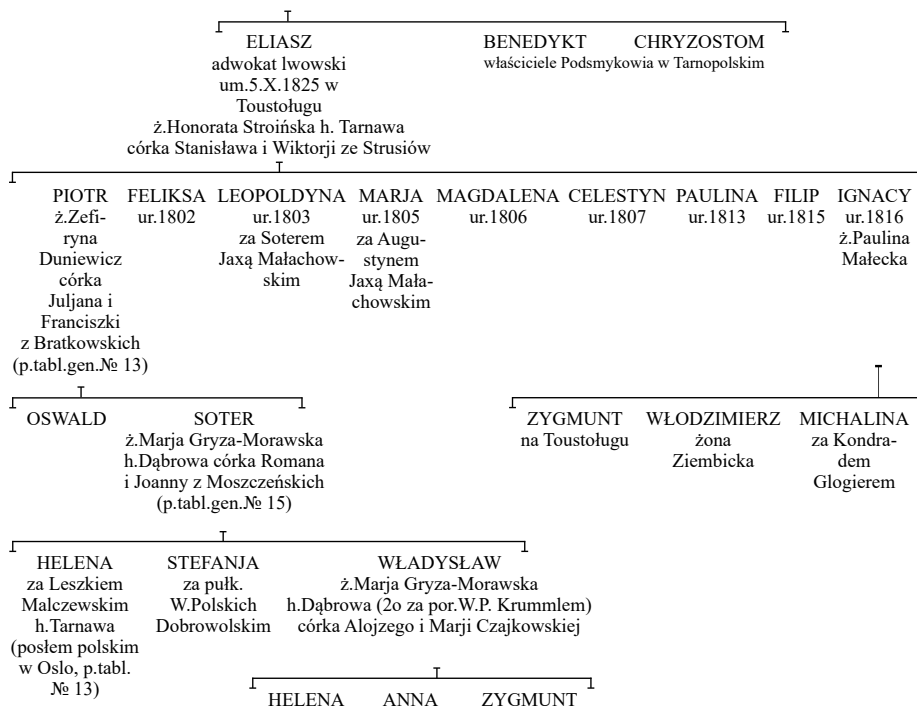 ELIASZ
adwokat lwowski
um.5.X.1825 w
Toustoługu
ż.Honorata Stroińska h. Tarnawa
córka Stanisława i Wiktorji ze Strusiów
BENEDYKT CHRYZOSTOM
właściciele Podsmykowia w Tarnopolskim
PIOTR
ż.Zefi-
ryna
Duniewicz
córka
Juljana i
Franciszki
z Bratkowskich
(p.tabl.gen.№ 13)
FELIKSA
ur.1802
LEOPOLDYNA
ur.1803
za Soterem
Jaxą Małachow-
skim
MARJA
ur.1805
za Augu-
stynem
Jaxą Mała-
chowskim
MAGDALENA
ur.1806
CELESTYN
ur.1807
PAULINA
ur.1813
FILIP
ur.1815
IGNACY
ur.1816
ż.Paulina
Małecka
OSWALD
SOTER
ż.Marja Gryza-Morawska
h.Dąbrowa córka Romana
i Joanny z Moszczeńskich
(p.tabl.gen.№ 15)
ZYGMUNT
na Toustoługu
WŁODZIMIERZ
żona
Ziembicka
MICHALINA
za Kondra-
dem
Glogierem
HELENA
za Leszkiem
Malczewskim
h.Tarnawa
(posłem polskim
w Oslo, p.tabl.
№ 13)
STEFANJA
za pułk.
W.Polskich
Dobrowolskim
WŁADYSŁAW
ż.Marja Gryza-Morawska
h.Dąbrowa (2o za por.W.P. Krummlem)
córka Alojzego i Marji Czajkowskiej
HELENA ANNA ZYGMUNT